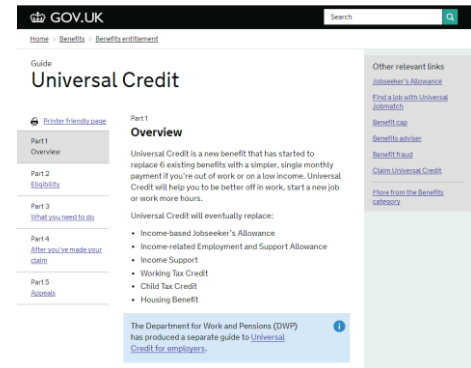 GOV.UK
Search
Home > Benefits > Benefits entitlement
Guide
Universal Credit
Printer friendly page
Part 1
Overview
Part 2
Eligibility
Part 3
What you need to do
Part 4
After you've made your
claim
Part 5
Appeals
Part 1
Overview
Universal Credit is a new benefit that has started to
replace 6 existing benefits with a simpler, single monthly
payment if you're out of work or on a low income. Universal
Credit will help you to be better off in work, start a new job
or work more hours.
Universal Credit will eventually replace:
• Income-based Jobseeker's Allowance
• Income-related Employment and Support Allowance
• Income Support
• Working Tax Credit
• Child Tax Credit
• Housing Benefit
The Department for Work and Pensions (DWP)
has produced a separate guide to Universal
Credit for employers.
Other relevant links
Jobseeker's Allowance
Find a job with Universal
Jobmatch
Benefit cap
Benefits adviser
Benefit fraud
Claim Universal Credit
More from the Benefits
category